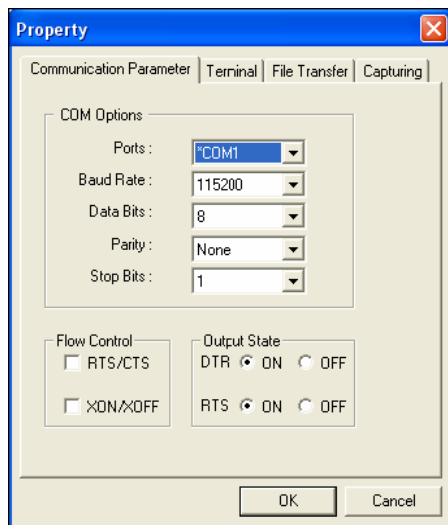 Property
Communication Parameter Terminal File Transfer Capturing
COM Options
Ports : *COM1
Baud Rate : 115200
Data Bits : 8
Parity : None
Stop Bits : 1
Flow Control
RTS/CTS
XON/XOFF
Output State
DTR ON OFF
RTS ON OFF
OK Cancel